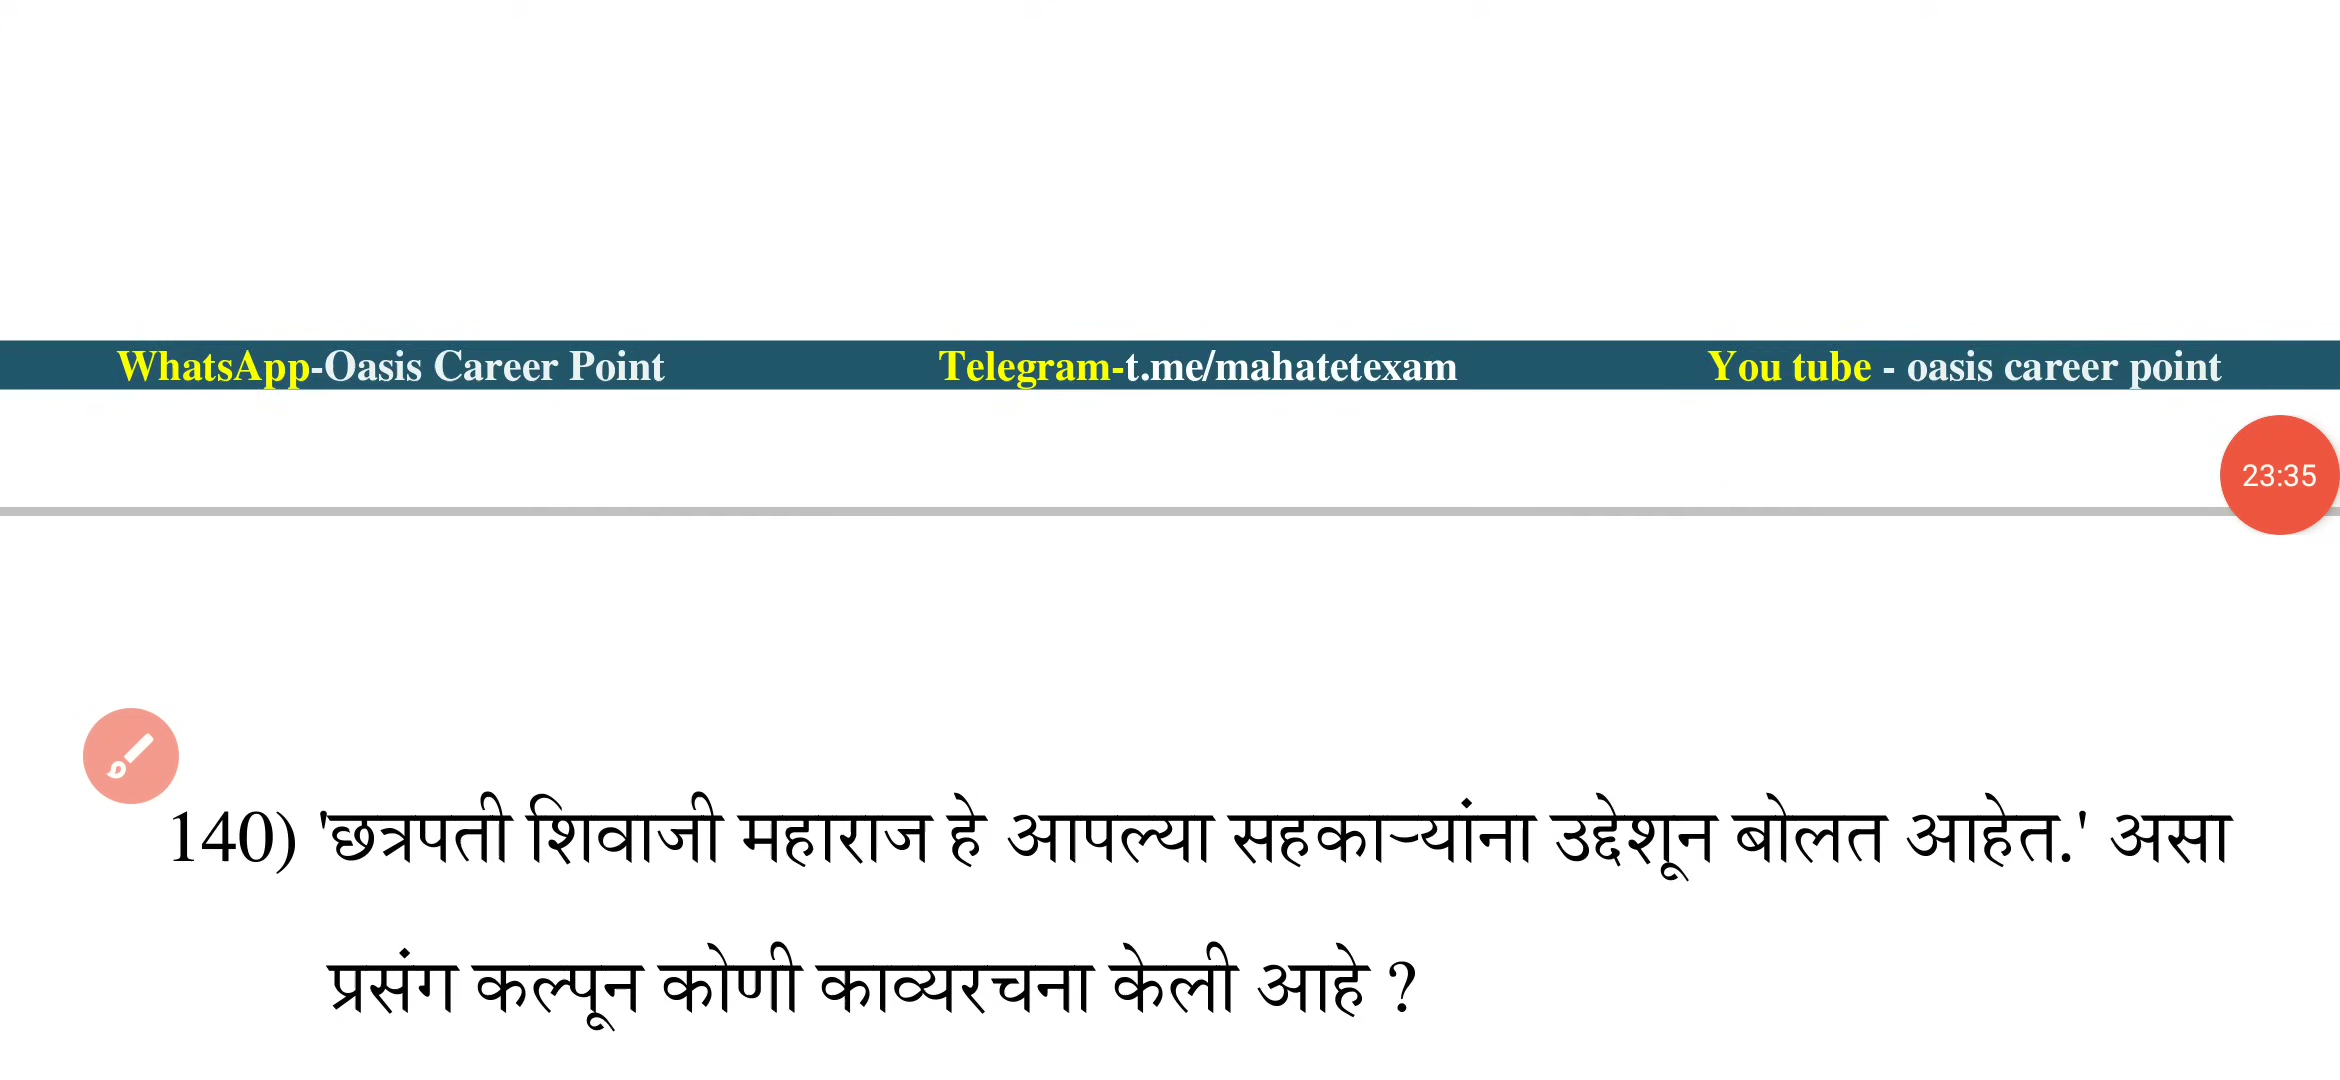 WhatsApp-Oasis Career Point Telegram-t.me/mahatetexam You tube - oasis career point
23:35
140) 'छत्रपती शिवाजी महाराज हे आपल्या सहकाऱ्यांना उद्देशून बोलत आहेत.' असा
प्रसंग कल्पून कोणी काव्यरचना केली आहे ?